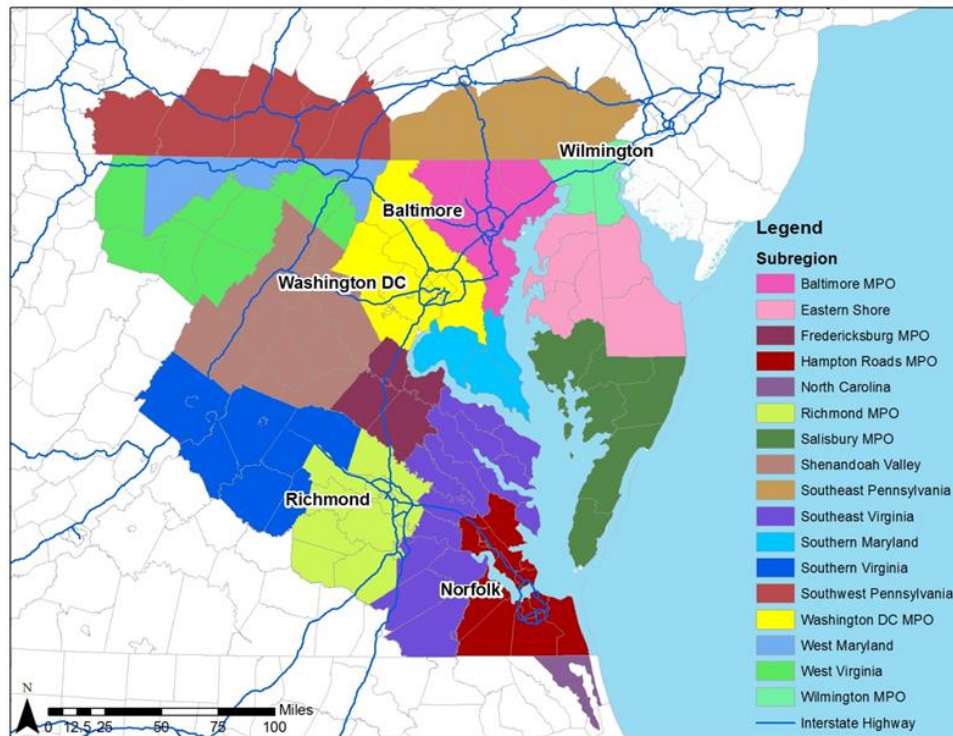 Wilmington
Baltimore
Washington DC
Richmond
Norfolk
Legend
Subregion
Baltimore MPO
Eastern Shore
Fredericksburg MPO
Hampton Roads MPO
North Carolina
Richmond MPO
Salisbury MPO
Shenandoah Valley
Southeast Pennsylvania
Southeast Virginia
Southern Maryland
Southern Virginia
Southwest Pennsylvania
Washington DC MPO
West Maryland
West Virginia
Wilmington MPO
Interstate Highway
N
Miles
0 12.5 25 50 75 100